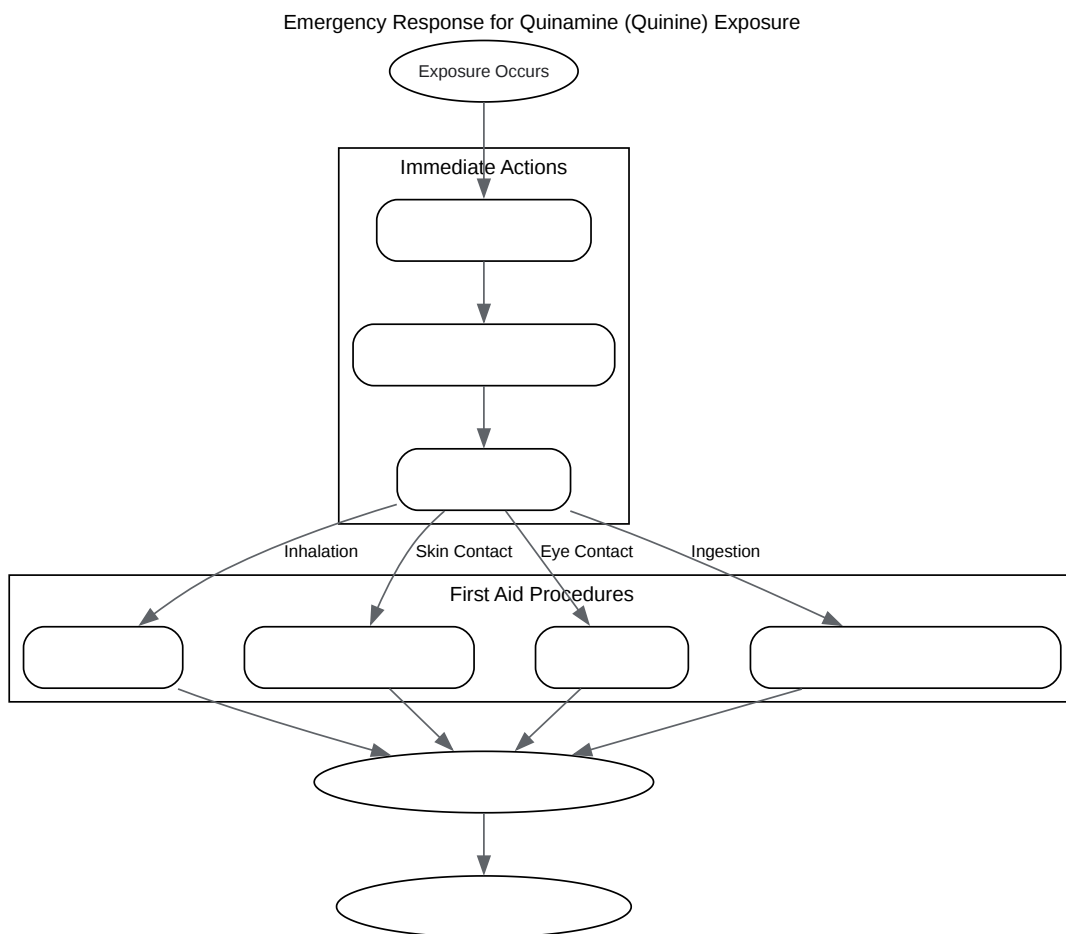 Emergency Response for Quinamine (Quinine) Exposure
Exposure Occurs
Immediate Actions
Inhalation
Skin Contact
Eye Contact
Ingestion
First Aid Procedures